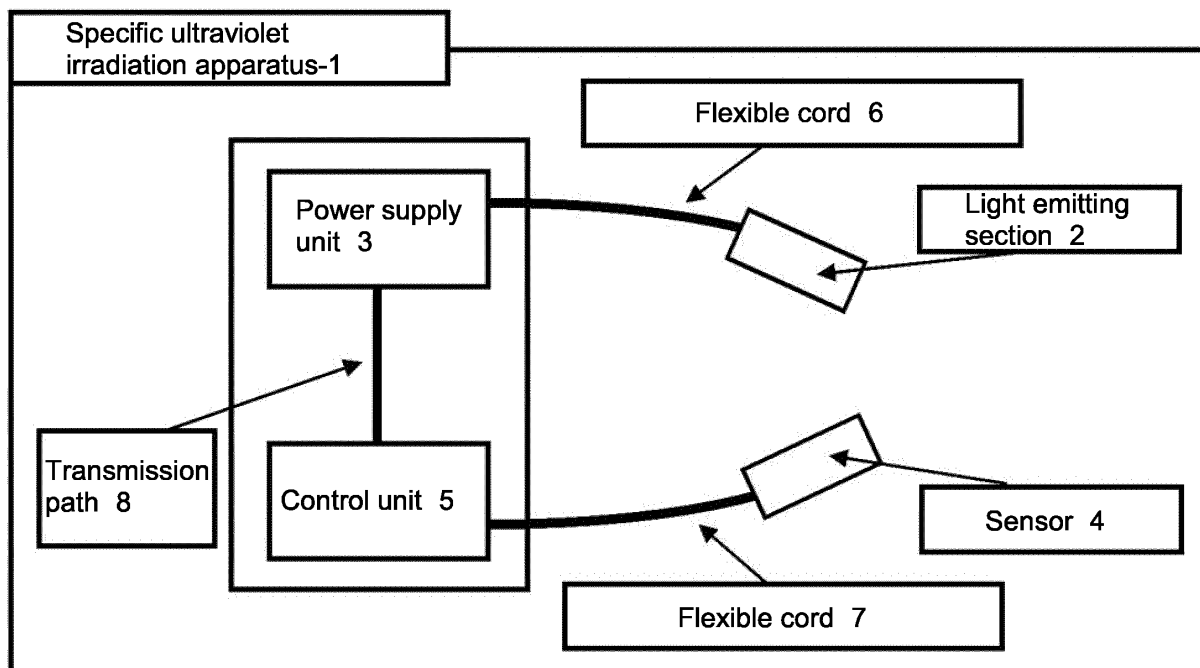 Specific ultraviolet
irradiation apparatus-1
Flexible cord 6
Power supply
unit 3
Light emitting
section 2
Transmission
path 8
Control unit 5
Sensor 4
Flexible cord 7